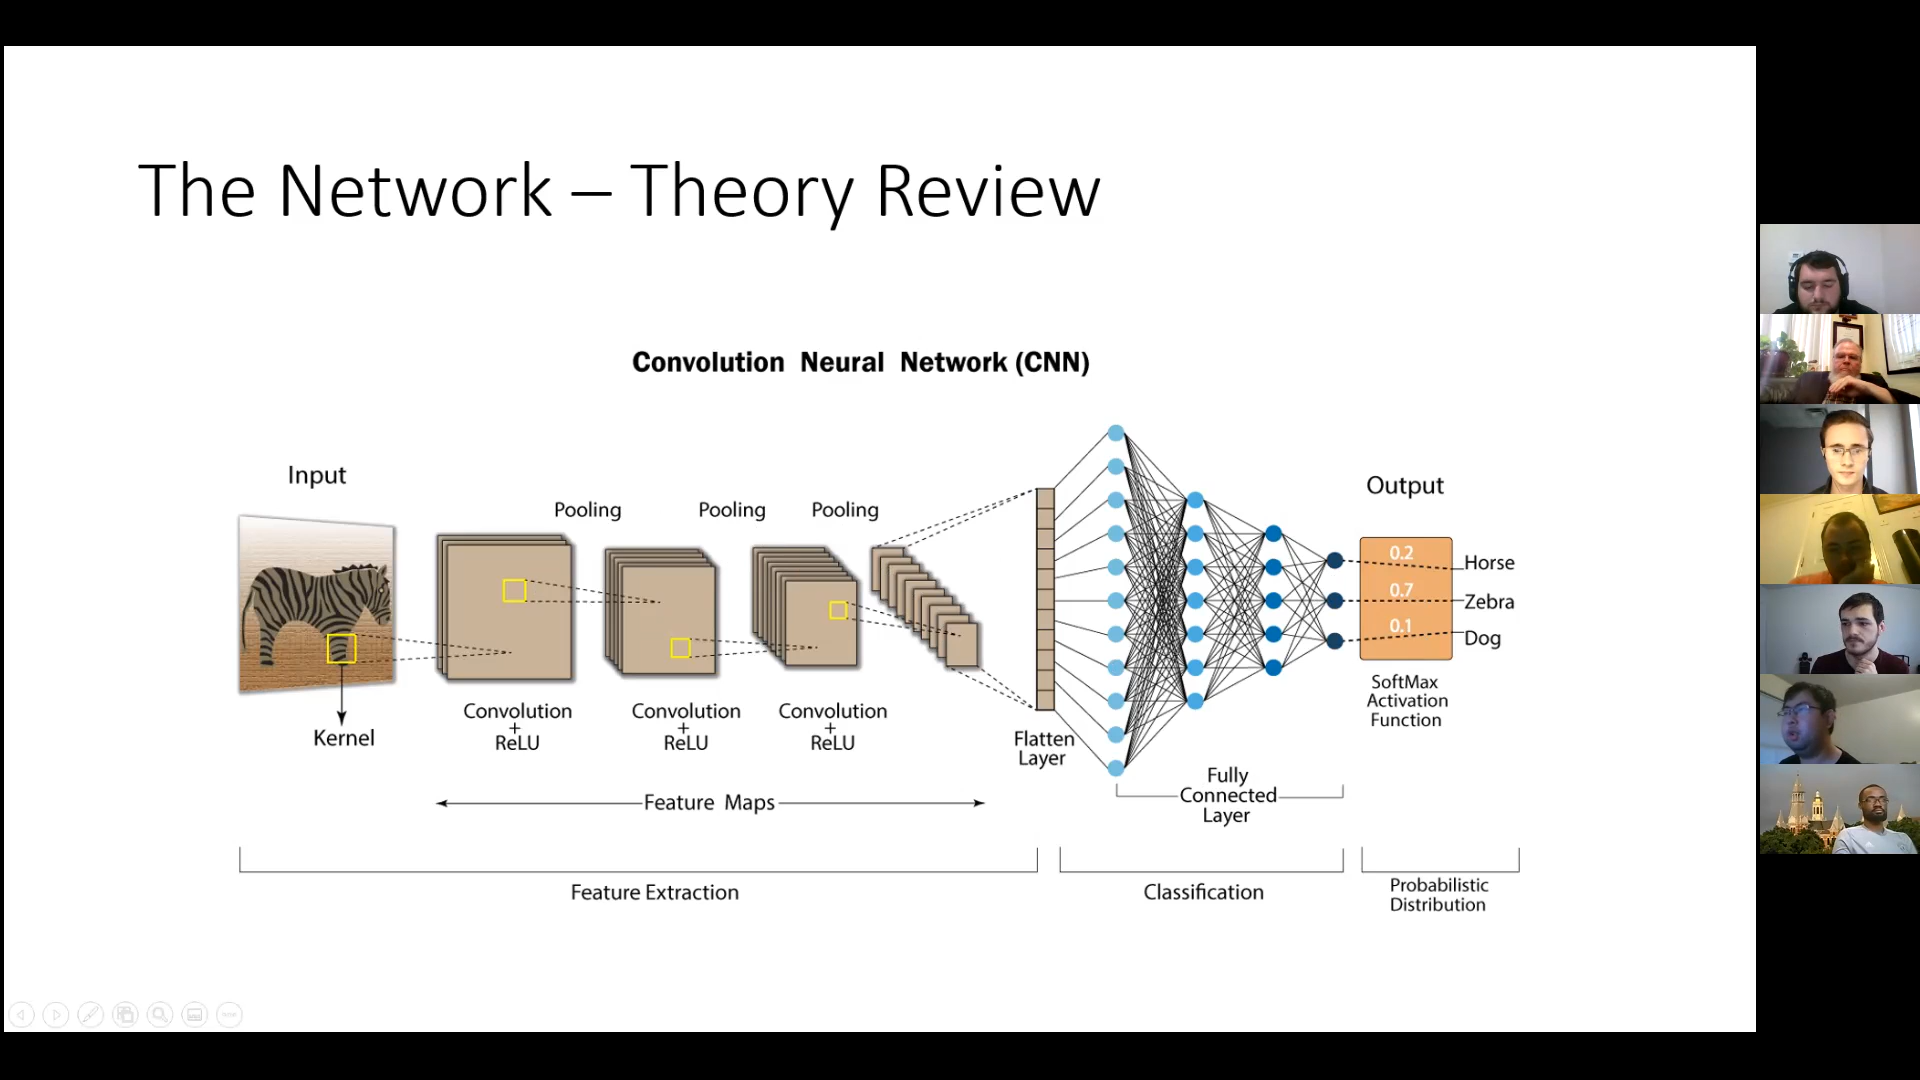 The Network – Theory Review
Convolution Neural Network (CNN)
Input
Pooling
Pooling
Pooling
Output
0.2
Horse
0.7
Zebra
0.1
Dog
Kernel
Convolution
+
ReLU
Convolution
+
ReLU
Convolution
+
ReLU
Flatten
Layer
SoftMax
Activation
Function
Feature Maps
Fully
Connected
Layer
Feature Extraction
Classification
Probabilistic
Distribution